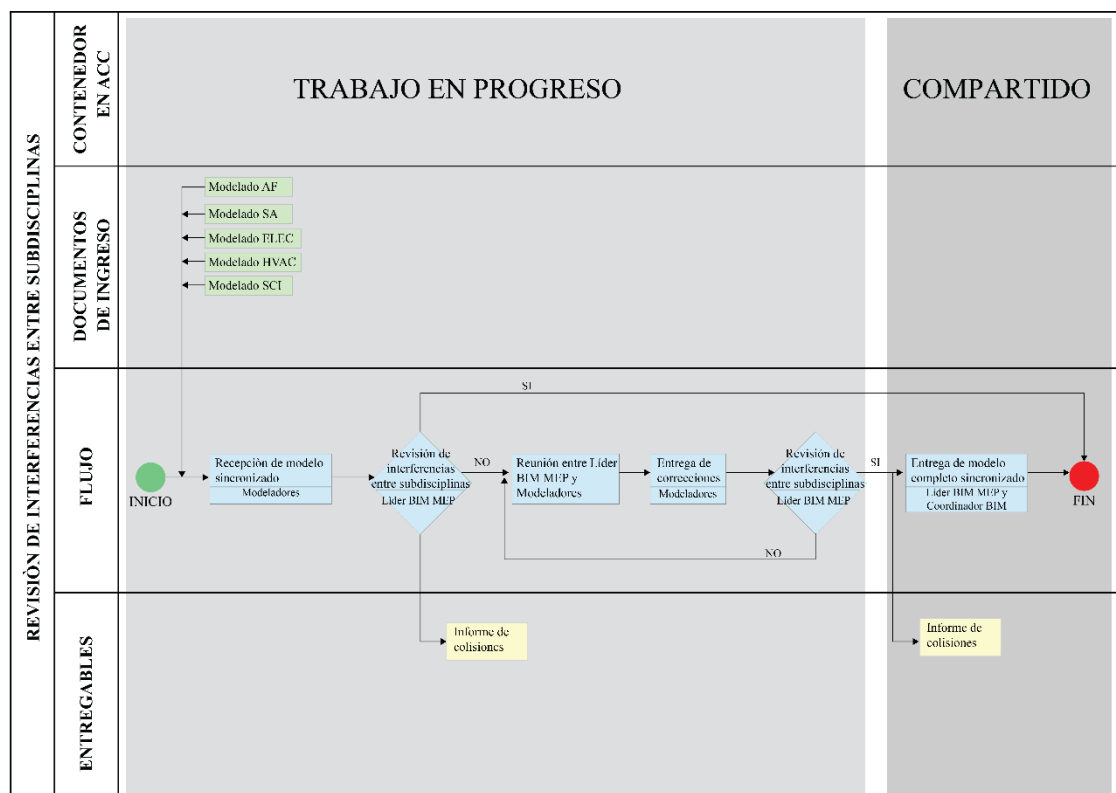 REVISIÒN DE INTERFERENCIAS ENTRE SUBDISCIPLINAS
CONTENEDOR
EN ACC
TRABAJO EN PROGRESO
COMPARTIDO
DOCUMENTOS
DE INGRESO
Modelado AF
Modelado SA
Modelado ELEC
Modelado HVAC
Modelado SCI
FLUJO
INICIO
Recepciòn de modelo
sincronizado
Modeladores
Revisión de
interferencias
entre subdisciplinas
Líder BIM MEP
SI
NO
Reunión entre Líder
BIM MEP y
Modeladores
Entrega de
correcciones
Modeladores
Revisión de
interferencias
entre subdisciplinas
Líder BIM MEP
NO
SI
Entrega de modelo
completo sincronizado
Líder BIM MEP y
Coordinador BIM
FIN
ENTREGABLES
Informe de
colisiones
Informe de
colisiones